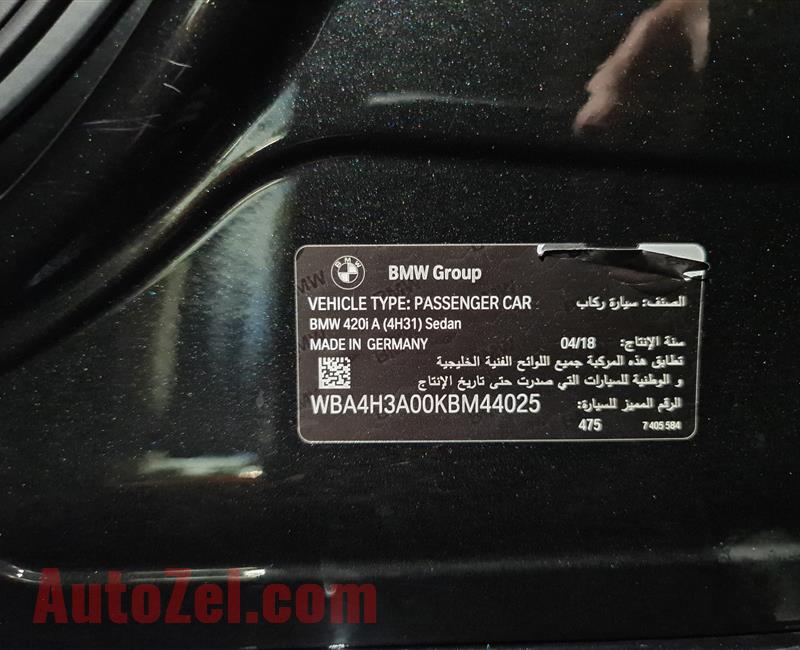 BMW Group
VEHICLE TYPE: PASSENGER CAR الصنف: سيارة ركاب
BMW 420i A (4H31) Sedan
MADE IN GERMANY 04/18 سنة الإنتاج:
تطابق هذه المركبة جميع اللوائح الفنية الخليجية
و الوطنية للسيارات التي صدرت حتى تاريخ الإنتاج
WBA4H3A00KBM44025 الرقم المميز للسيارة:
475 7 405 584
AutoZel.com